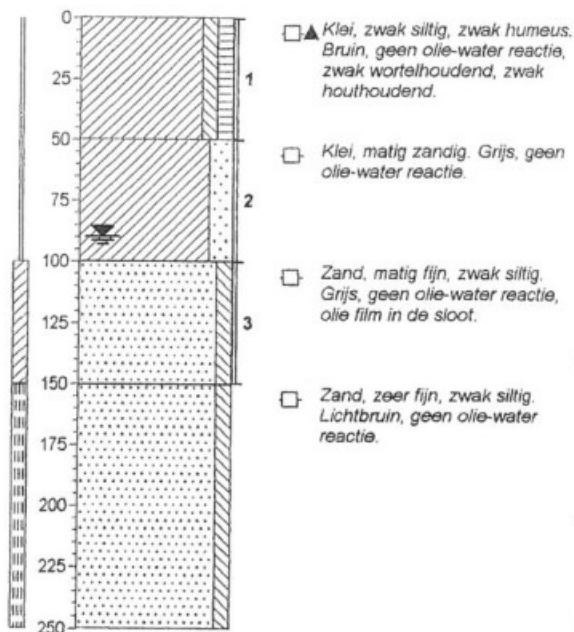 0
Klei, zwak siltig, zwak humeus.
Bruin, geen olie-water reactie,
zwak wortelhoudend, zwak
houthoudend.
25
1
50
Klei, matig zandig. Grijs, geen
olie-water reactie.
75
2
100
Zand, matig fijn, zwak siltig.
Grijs, geen olie-water reactie,
olie film in de sloot.
125
3
150
Zand, zeer fijn, zwak siltig.
Lichtbruin, geen olie-water
reactie.
175
200
225
250